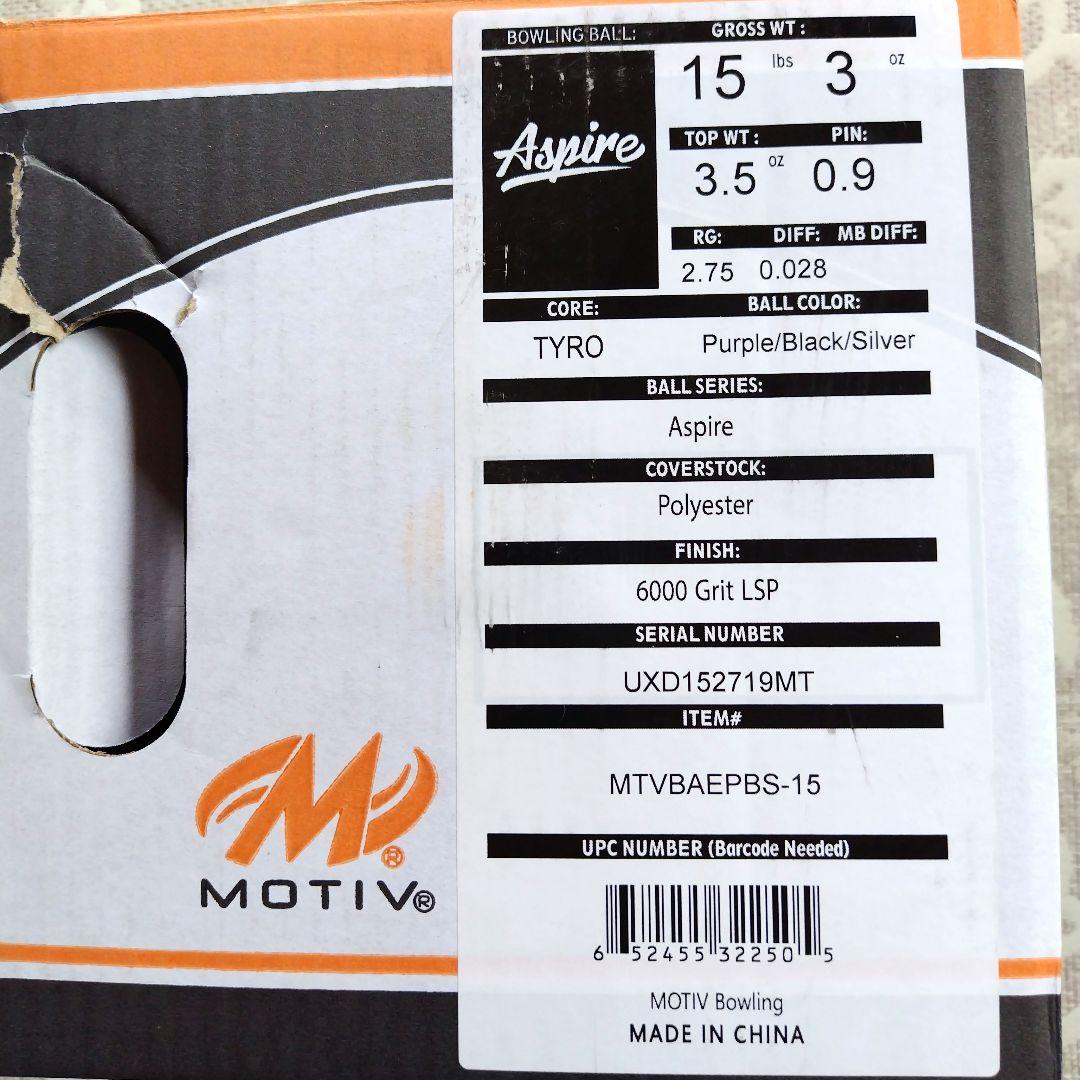 BOWLING BALL: GROSS WT :
15 lbs 3 oz
Aspire
TOP WT : PIN:
3.5 oz 0.9
RG: DIFF: MB DIFF:
2.75 0.028
CORE: BALL COLOR:
TYRO Purple/Black/Silver
BALL SERIES:
Aspire
COVERSTOCK:
Polyester
FINISH:
6000 Grit LSP
SERIAL NUMBER
UXD152719MT
ITEM#
MTVBAEPBS-15
UPC NUMBER (Barcode Needed)
6 52455 32250 5
MOTIV Bowling
MADE IN CHINA
M®
MOTIV®